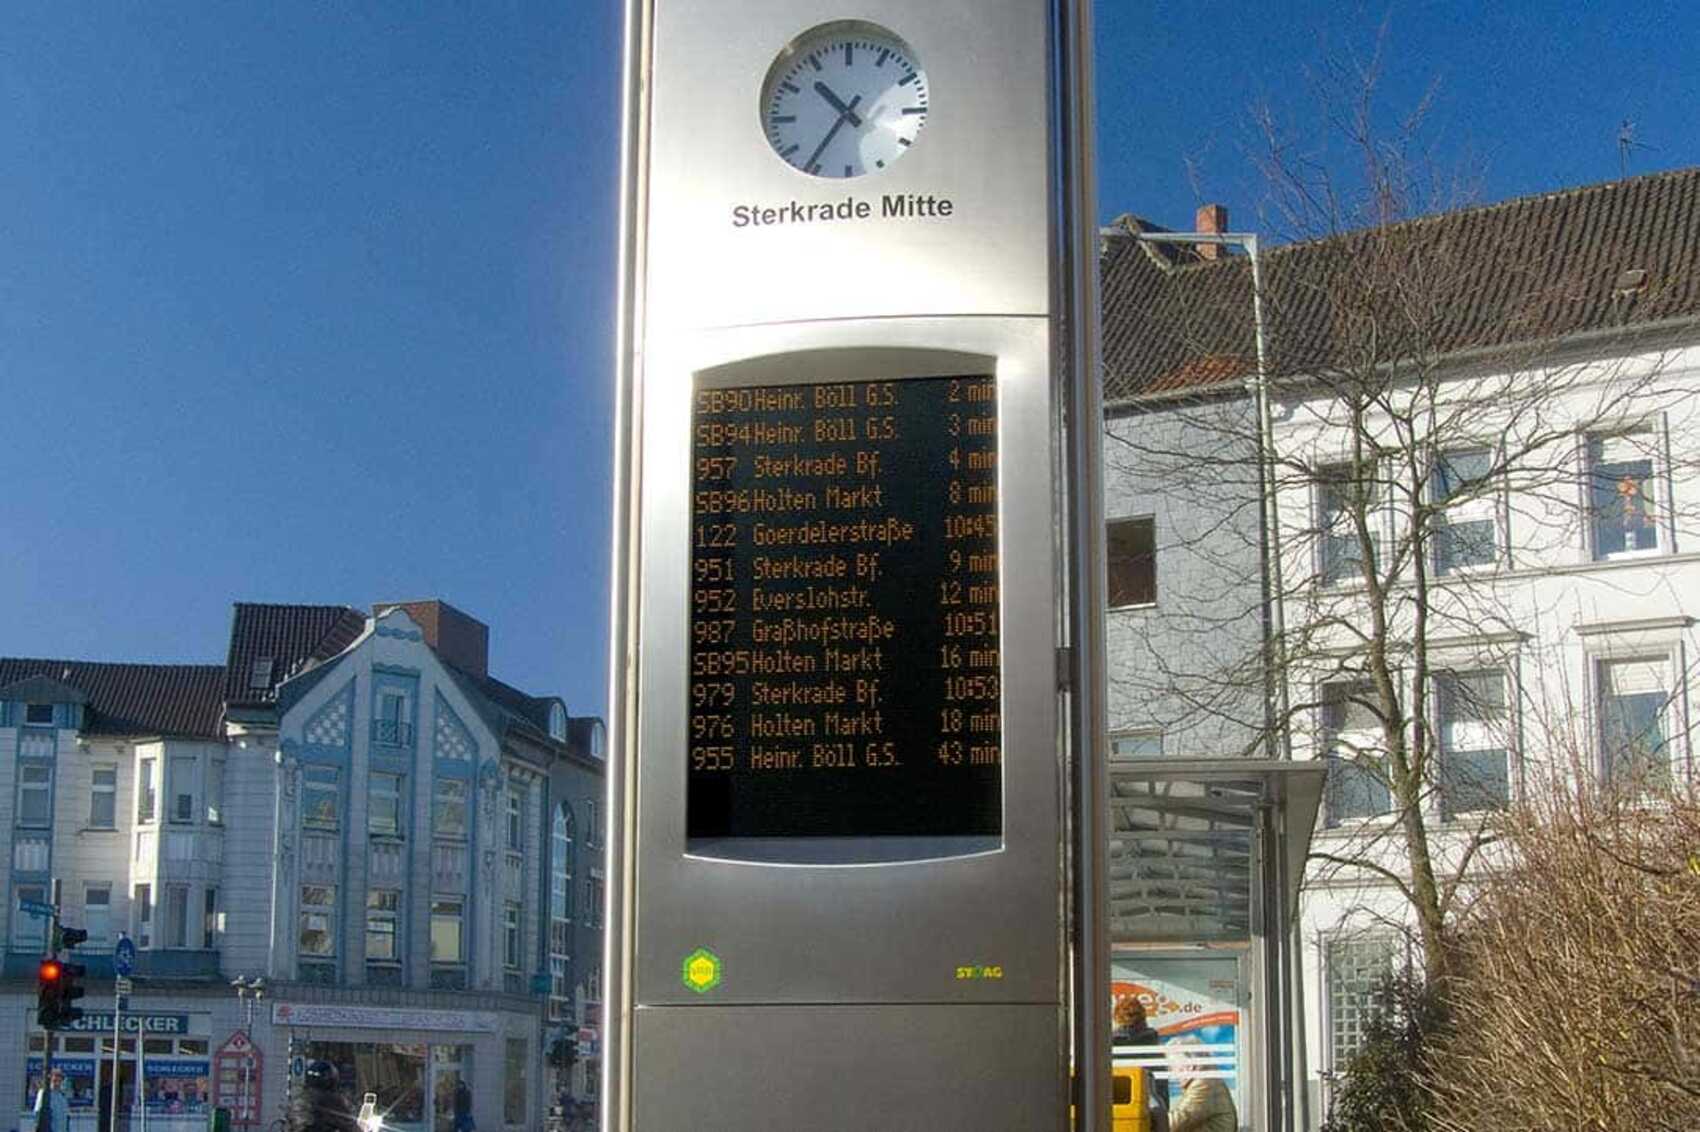 Sterkrade Mitte
SB90 Heinr. Böll G.S. 2 min
SB94 Heinr. Böll G.S. 3 min
957 Sterkrade Bf. 4 min
SB96 Holten Markt 8 min
122 Goerdelerstraße 10:45
951 Sterkrade Bf. 9 min
952 Everslohstr. 12 min
987 Graßhofstraße 10:51
SB95 Holten Markt 16 min
979 Sterkrade Bf. 10:53
976 Holten Markt 18 min
955 Heinr. Böll G.S. 43 min
STOAG
.de
SCHLECKER
SCHLECKER